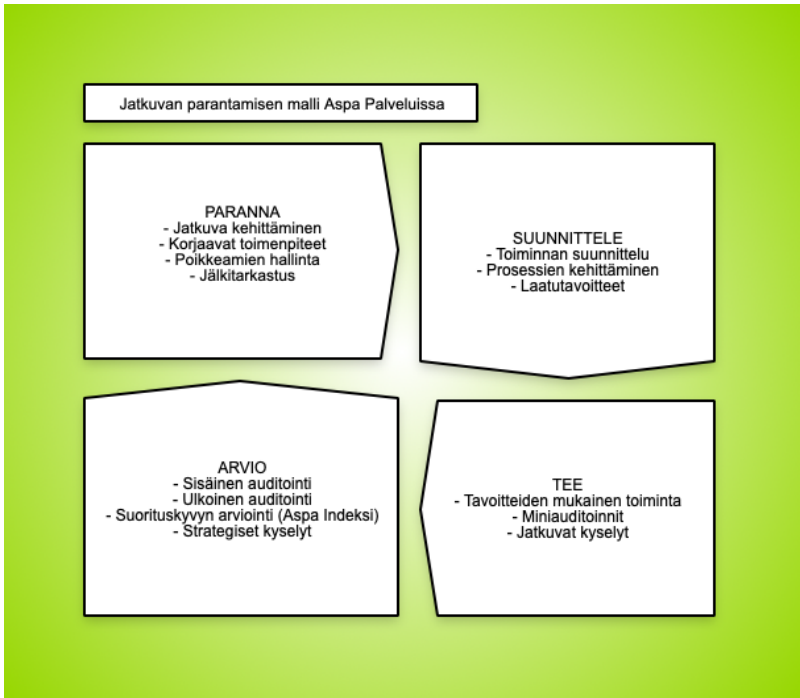 Jatkuvan parantamisen malli Aspa Palveluissa
PARANNA
- Jatkuva kehittäminen
- Korjaavat toimenpiteet
- Poikkeamien hallinta
- Jälkitarkastus
SUUNNITTELE
- Toiminnan suunnittelu
- Prosessien kehittäminen
- Laatutavoitteet
ARVIO
- Sisäinen auditointi
- Ulkoinen auditointi
- Suorituskyvyn arviointi (Aspa Indeksi)
- Strategiset kyselyt
TEE
- Tavoitteiden mukainen toiminta
- Miniauditoinnit
- Jatkuvat kyselyt